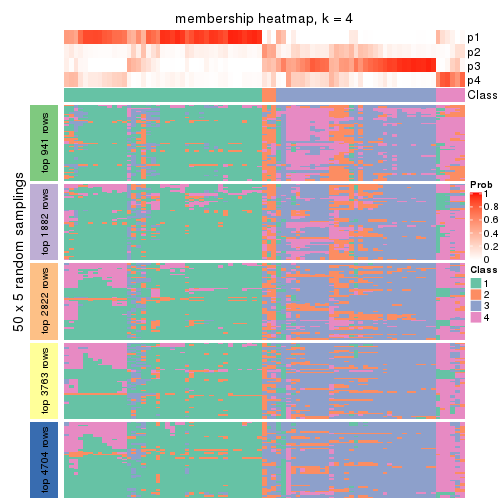 membership heatmap, k = 4
p1
p2
p3
p4
Class
50 x 5 random samplings
top 941 rows
top 1882 rows
top 2822 rows
top 3763 rows
top 4704 rows
Prob
1
0.8
0.6
0.4
0.2
0
Class
1
2
3
4